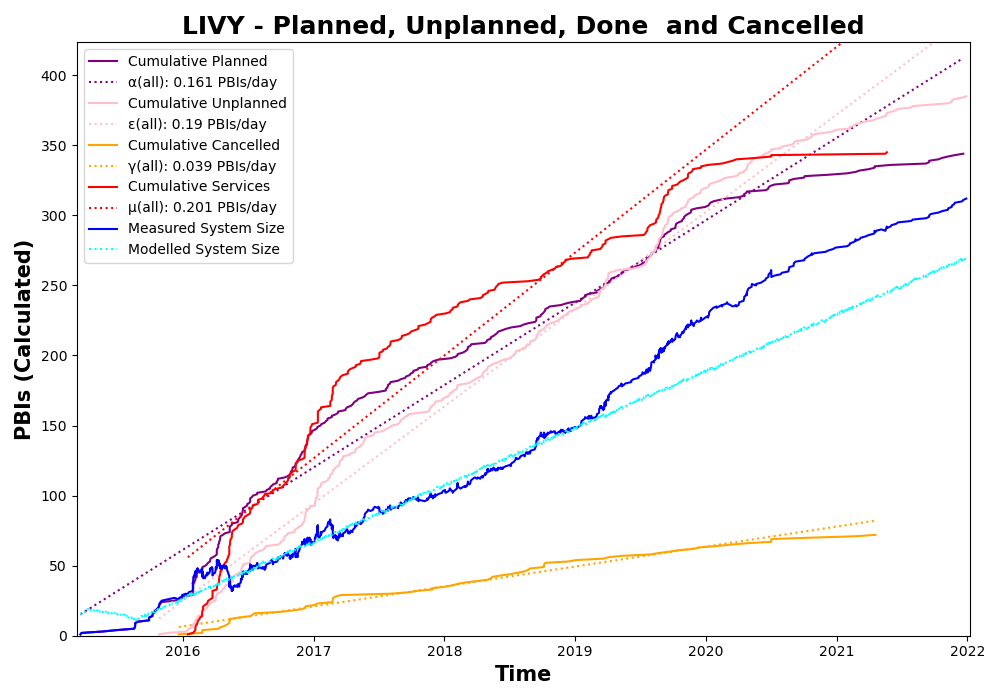 LIVY - Planned, Unplanned, Done  and Cancelled
PBIs (Calculated)
400
350
300
250
200
150
100
50
0
Cumulative Planned
α(all): 0.161 PBIs/day
Cumulative Unplanned
ε(all): 0.19 PBIs/day
Cumulative Cancelled
γ(all): 0.039 PBIs/day
Cumulative Services
μ(all): 0.201 PBIs/day
Measured System Size
Modelled System Size
2016 2017 2018 2019 2020 2021 2022
Time